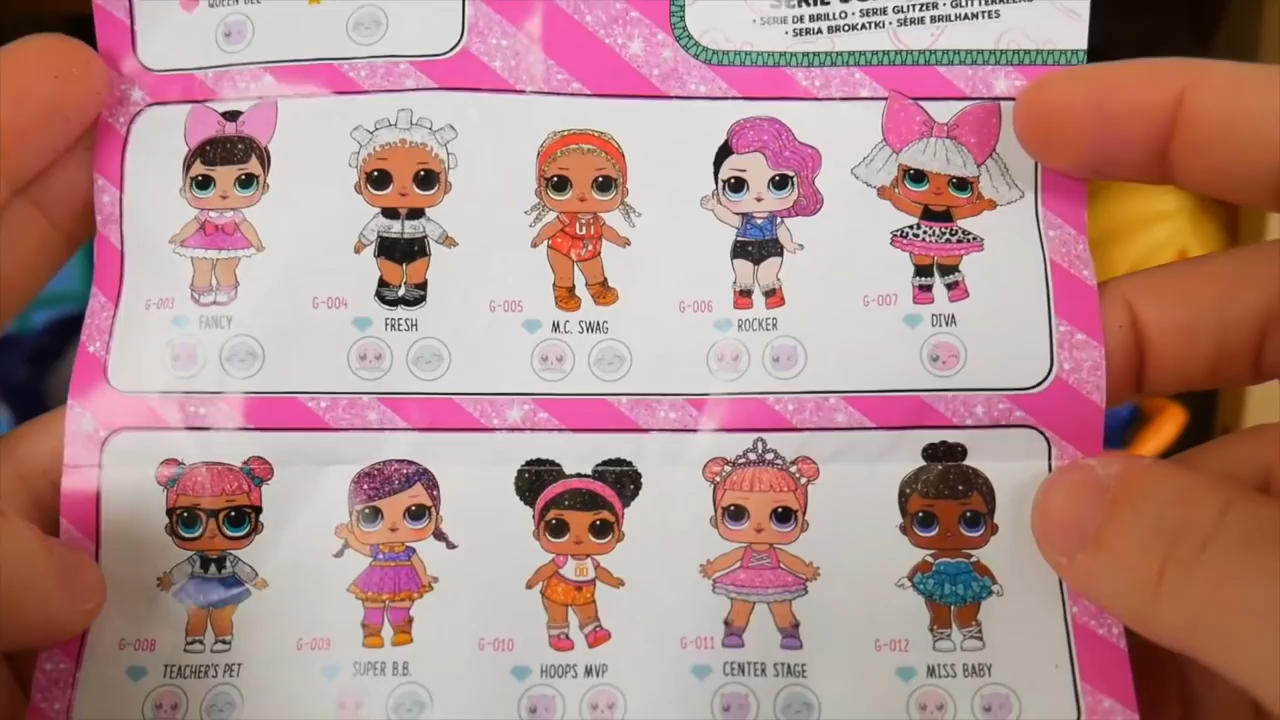 QUEEN BEE
• SERIE DE BRILLO • SERIE GLITZER •
• SERIA BROKATKI • SÉRIE BRILHANTES
G-003
FANCY
G-004
FRESH
G-005
M.C. SWAG
G-006
ROCKER
G-007
DIVA
G-008
TEACHER'S PET
G-009
SUPER B.B.
G-010
HOOPS MVP
00
G-011
CENTER STAGE
G-012
MISS BABY